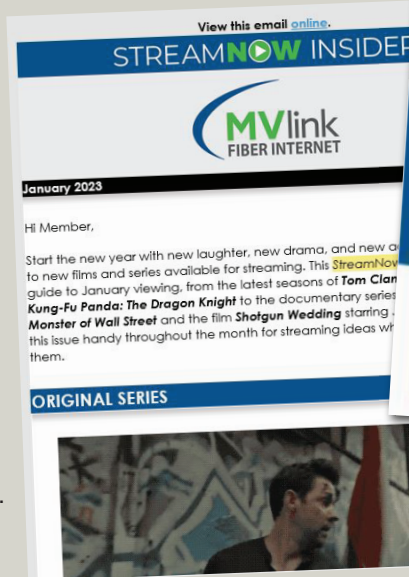 View this email online.
STREAMNOW INSIDER
MVlink
FIBER INTERNET
January 2023
Hi Member,
Start the new year with new laughter, new drama, and new
to new films and series available for streaming. This StreamNow
guide to January viewing, from the latest seasons of Tom Clan
Kung-Fu Panda: The Dragon Knight to the documentary series
Monster of Wall Street and the film Shotgun Wedding starring
this issue handy throughout the month for streaming ideas
them.
ORIGINAL SERIES